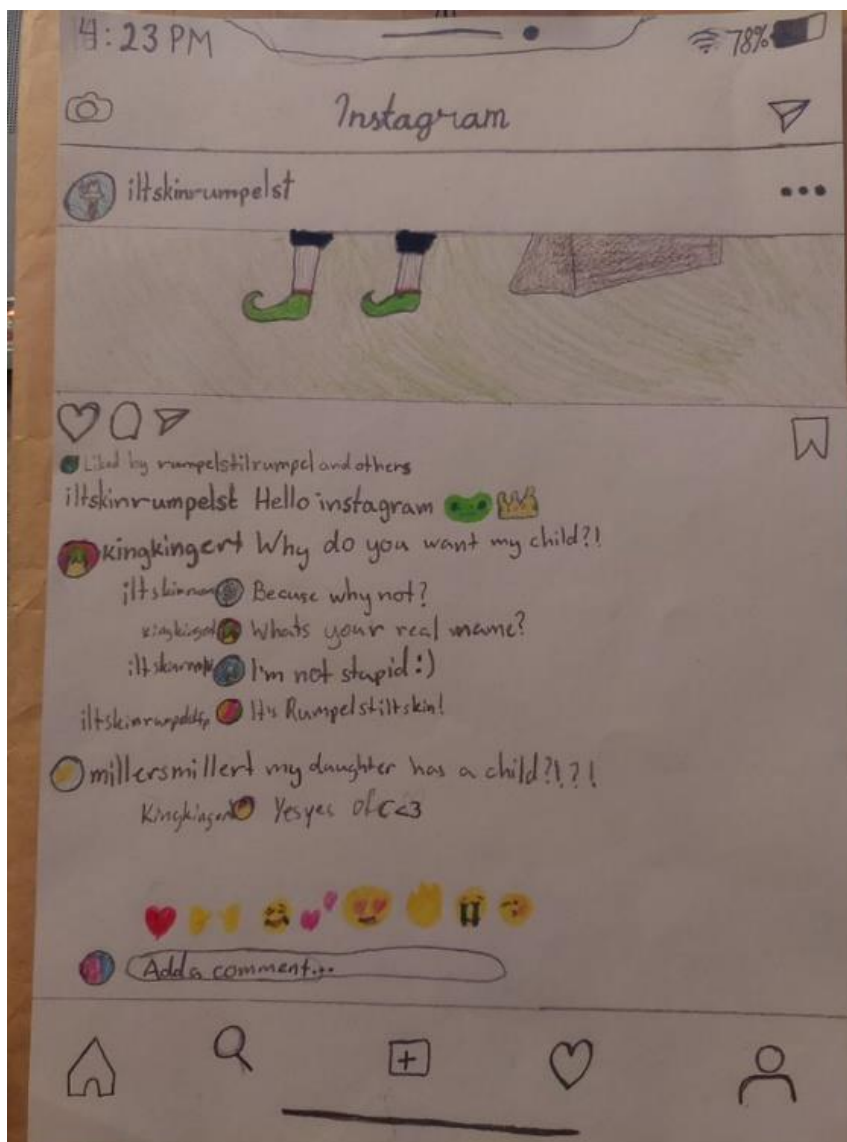 4:23 PM 78%
Instagram
iltskinrumpelst
Liked by rumpelstilrumpel and others
iltskinrumpelst Hello instagram
kingkingert Why do you want my child?!
Becuse why not?
Whats your real mame?
I'm not stupid:)
It's Rumpelstiltskin!
millersmillert my daughter has a child?!?!
Yesyes ofc<3
Add a comment...